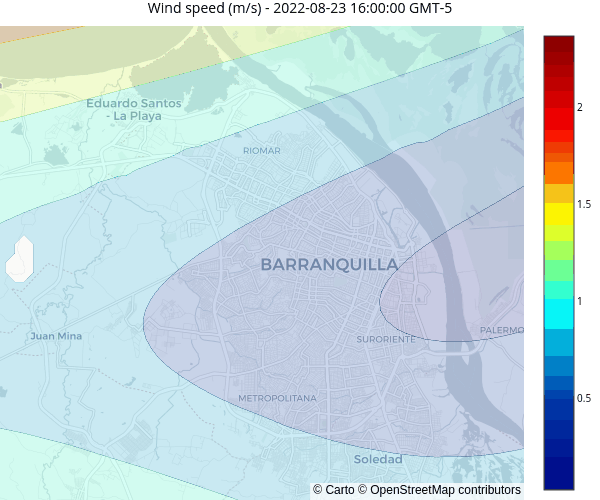 Wind speed (m/s) - 2022-08-23 16:00:00 GMT-5
Eduardo Santos
- La Playa
RIOMAR
BARRANQUILLA
Juan Mina
SURORIENTE
PALERMO
METROPOLITANA
Soledad
© Carto © OpenStreetMap contributors
2
1.5
1
0.5